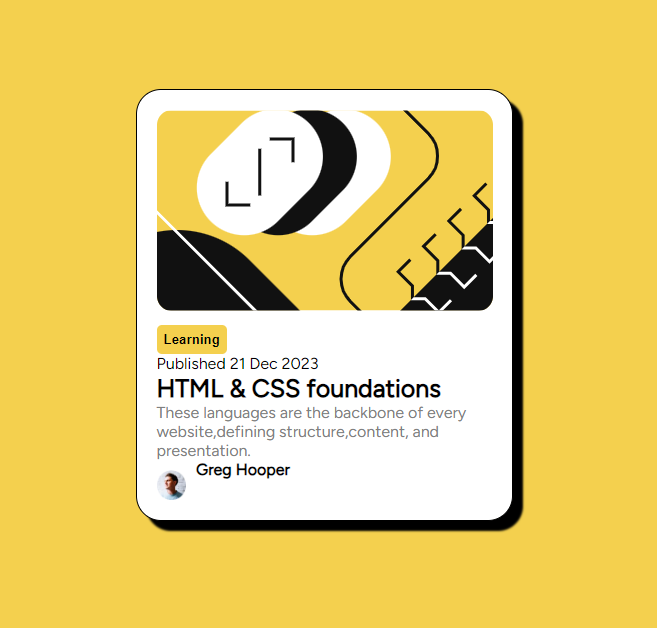 Learning
Published 21 Dec 2023
HTML & CSS foundations
These languages are the backbone of every
website,defining structure,content, and
presentation.
Greg Hooper